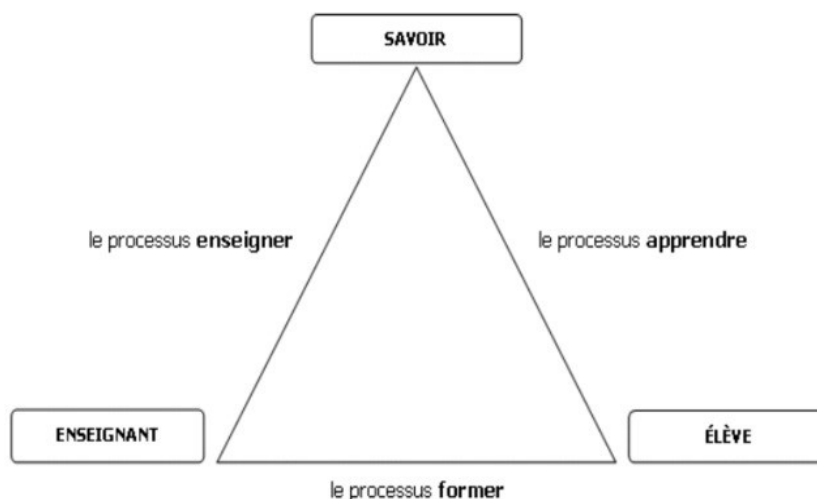 SAVOIR
le processus enseigner
le processus apprendre
ENSEIGNANT
ÉLÈVE
le processus former